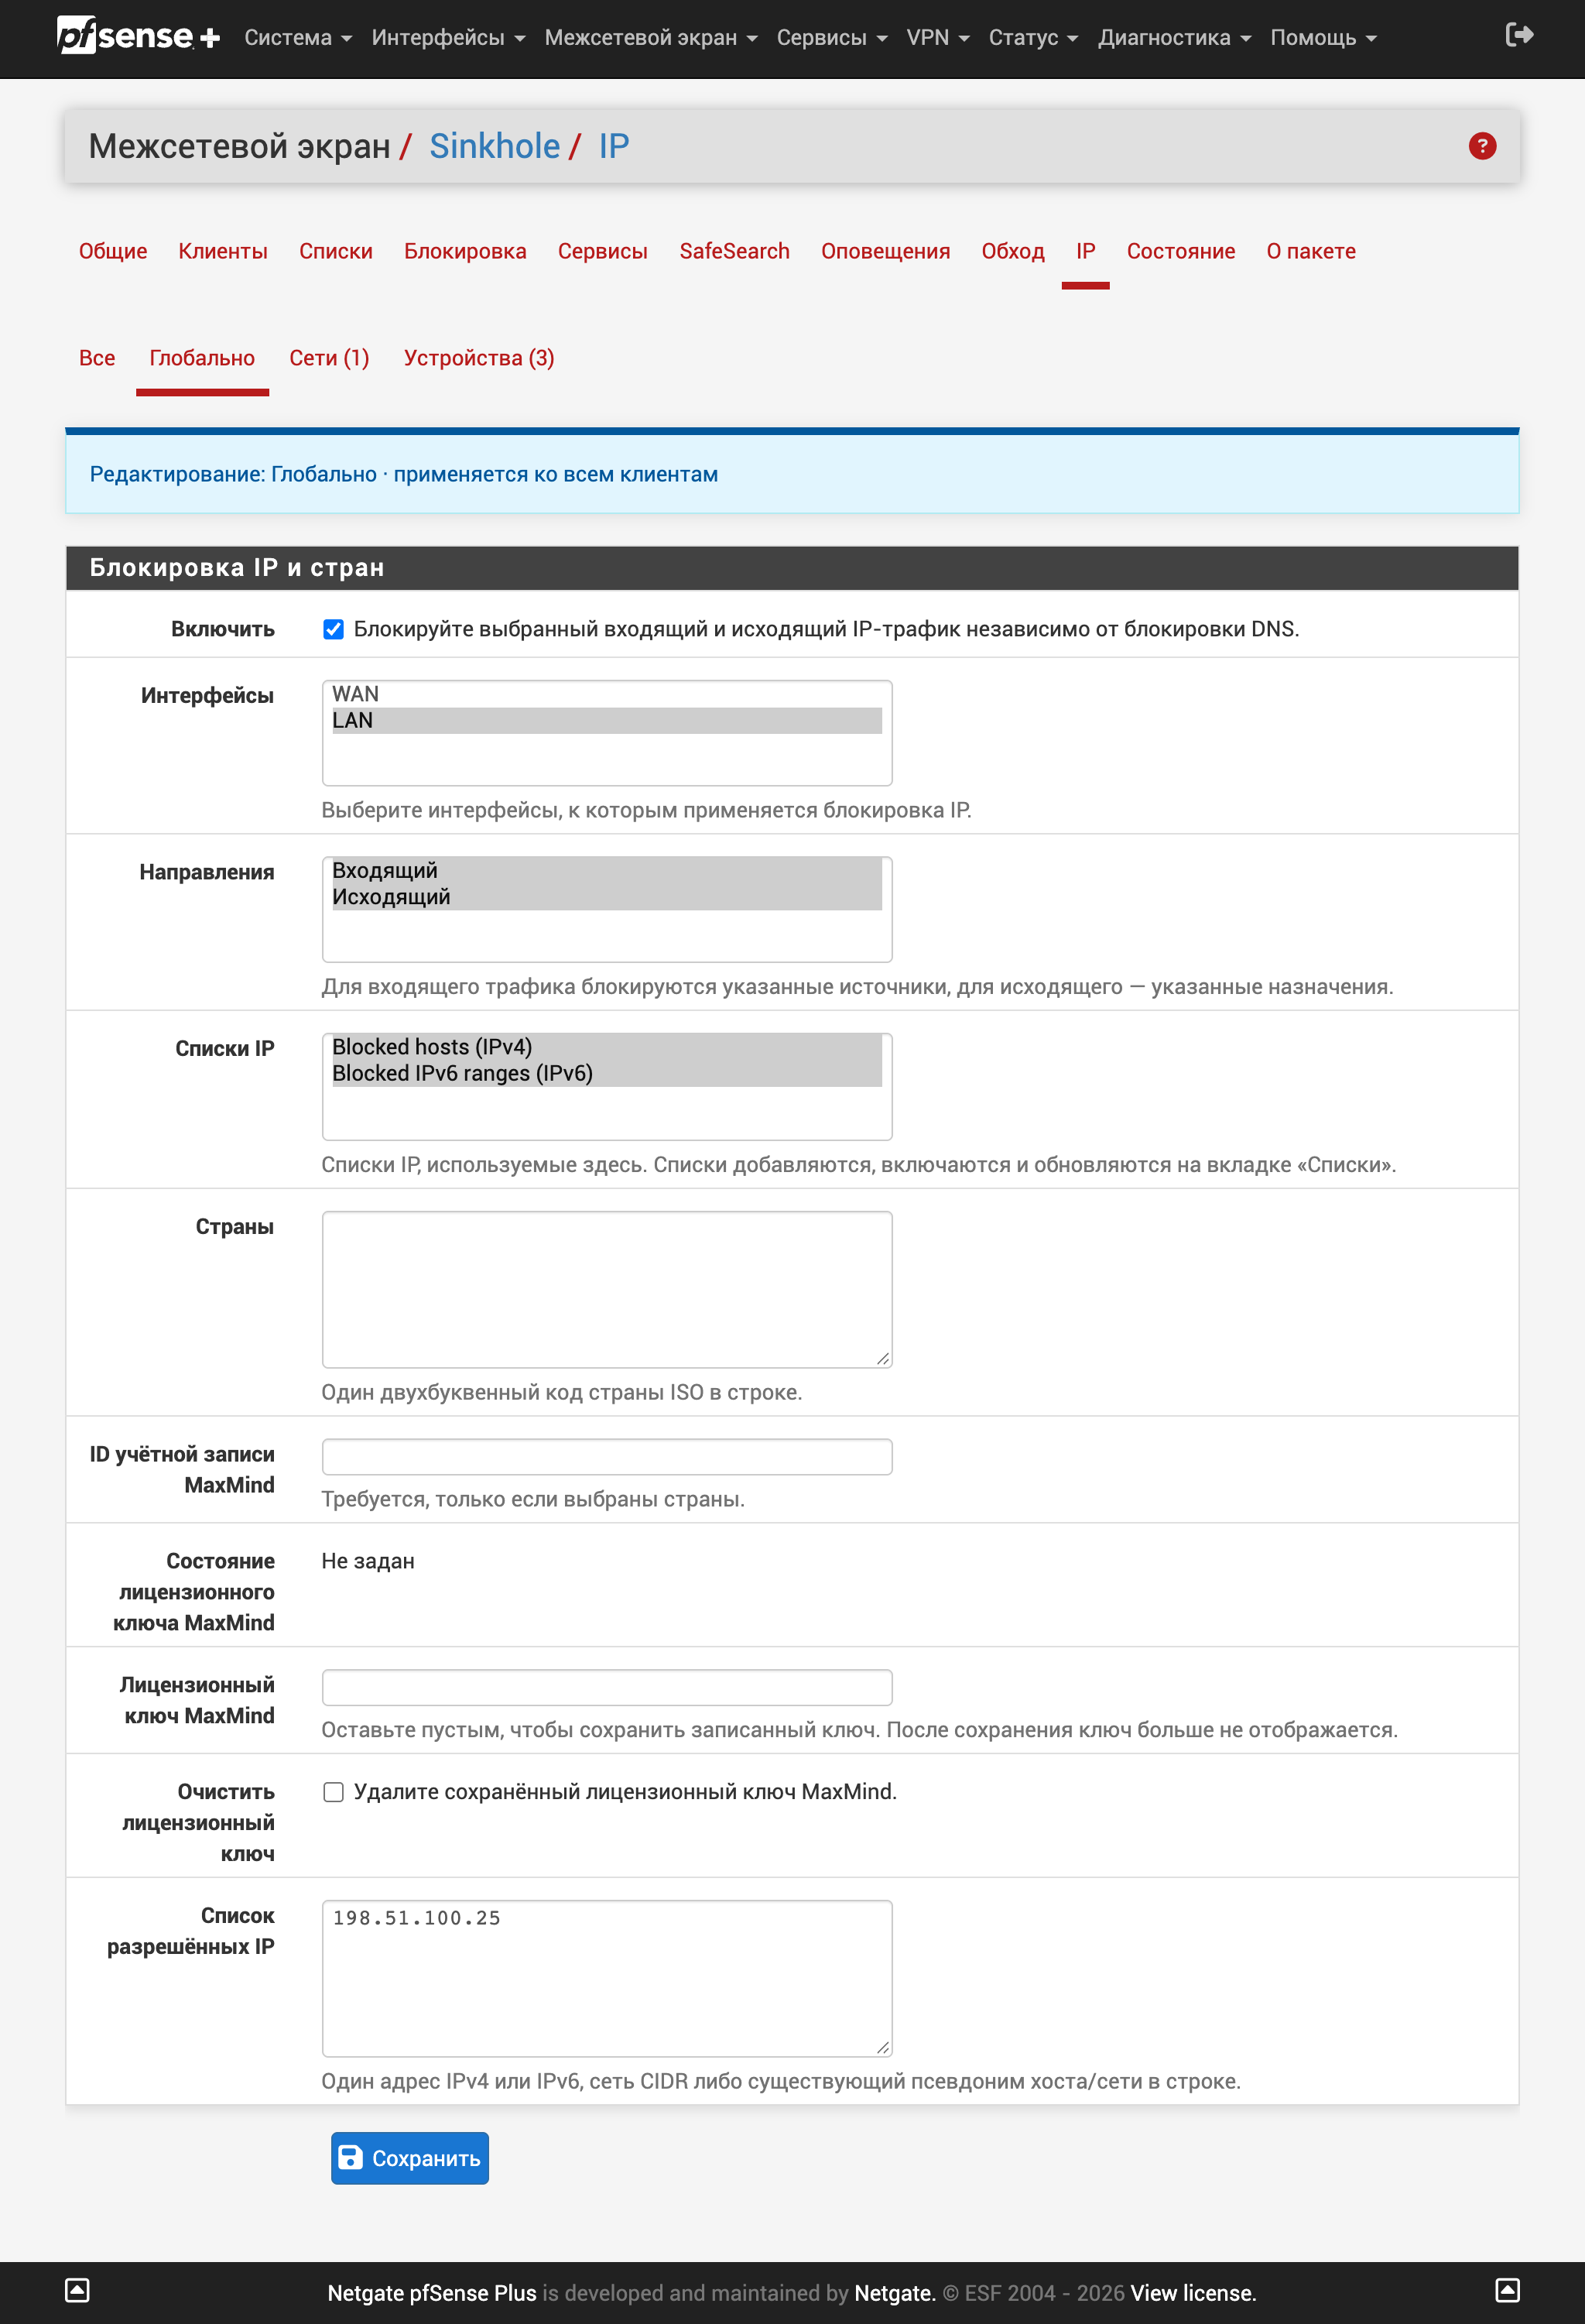 pfsense +
Система Интерфейсы Межсетевой экран Сервисы VPN Статус Диагностика Помощь
Межсетевой экран / Sinkhole / IP
Общие Клиенты Списки Блокировка Сервисы SafeSearch Оповещения Обход IP Состояние О пакете
Все Глобально Сети (1) Устройства (3)
Редактирование: Глобально · применяется ко всем клиентам
Блокировка IP и стран
Включить
Блокируйте выбранный входящий и исходящий IP-трафик независимо от блокировки DNS.
Интерфейсы
WAN
LAN
Выберите интерфейсы, к которым применяется блокировка IP.
Направления
Входящий
Исходящий
Для входящего трафика блокируются указанные источники, для исходящего — указанные назначения.
Списки IP
Blocked hosts (IPv4)
Blocked IPv6 ranges (IPv6)
Списки IP, используемые здесь. Списки добавляются, включаются и обновляются на вкладке «Списки».
Страны
Один двухбуквенный код страны ISO в строке.
ID учётной записи
MaxMind
Требуется, только если выбраны страны.
Состояние
лицензионного
ключа MaxMind
Не задан
Лицензионный
ключ MaxMind
Оставьте пустым, чтобы сохранить записанный ключ. После сохранения ключ больше не отображается.
Очистить
лицензионный
ключ
Удалите сохранённый лицензионный ключ MaxMind.
Список
разрешённых IP
198.51.100.25
Один адрес IPv4 или IPv6, сеть CIDR либо существующий псевдоним хоста/сети в строке.
Сохранить
Netgate pfSense Plus is developed and maintained by Netgate. © ESF 2004 - 2026 View license.